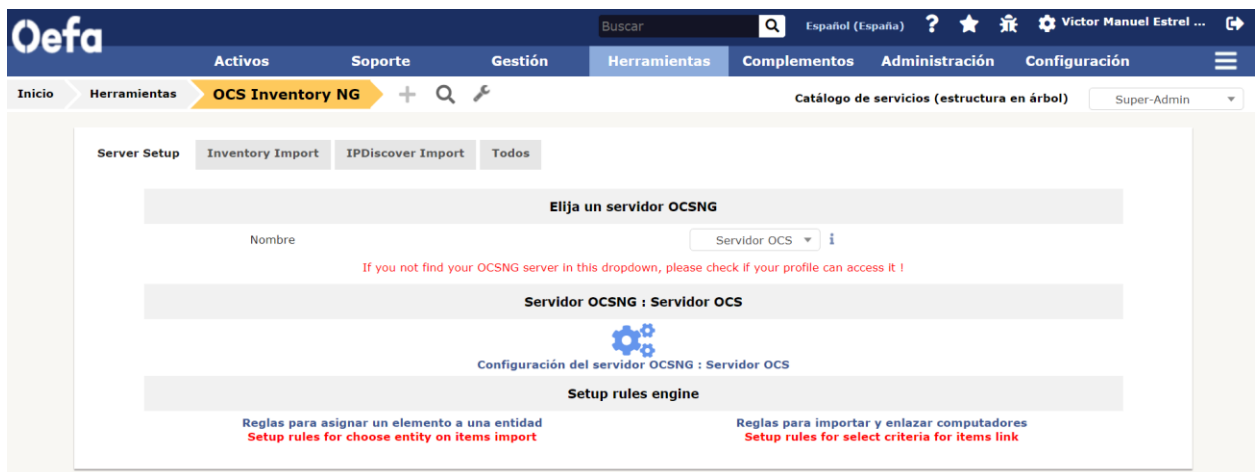 Oefa
Buscar
Español (España)
?
Victor Manuel Estrel ...
Activos
Soporte
Gestión
Herramientas
Complementos
Administración
Configuración
Inicio
Herramientas
OCS Inventory NG
Catálogo de servicios (estructura en árbol)
Super-Admin
Server Setup
Inventory Import
IPDiscover Import
Todos
Elija un servidor OCSNG
Nombre
Servidor OCS
i
If you not find your OCSNG server in this dropdown, please check if your profile can access it !
Servidor OCSNG : Servidor OCS
Configuración del servidor OCSNG : Servidor OCS
Setup rules engine
Reglas para asignar un elemento a una entidad
Setup rules for choose entity on items import
Reglas para importar y enlazar computadores
Setup rules for select criteria for items link